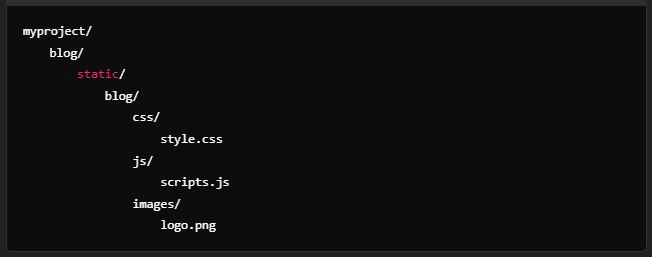 myproject/
blog/
static/
blog/
css/
style.css
js/
scripts.js
images/
logo.png